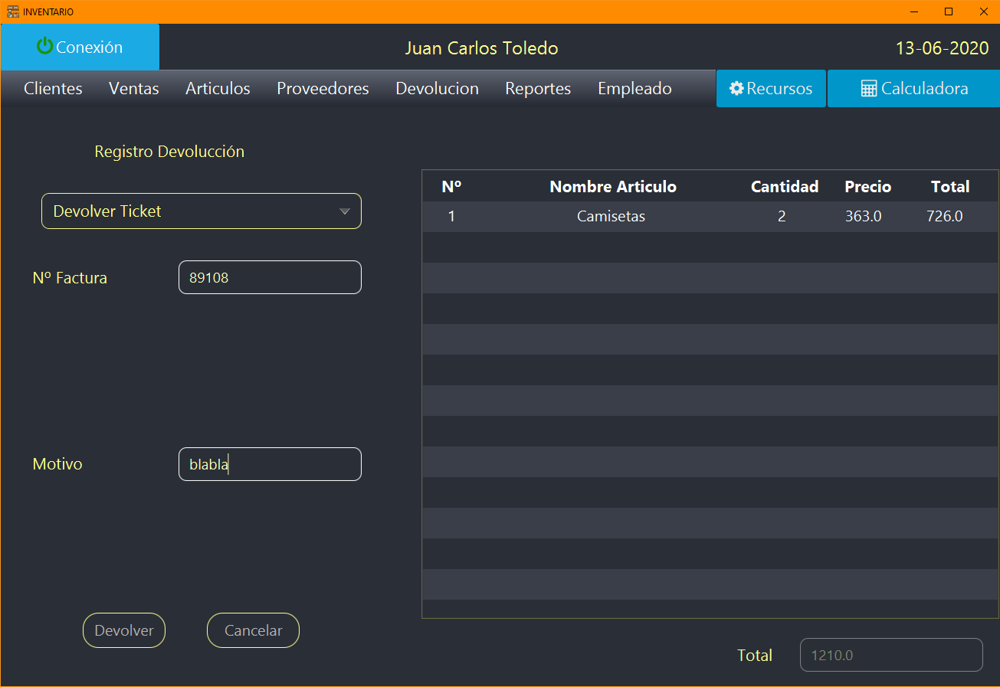 INVENTARIO
Conexión
Juan Carlos Toledo
13-06-2020
Clientes Ventas Articulos Proveedores Devolucion Reportes Empleado Recursos Calculadora
Registro Devolucción
Devolver Ticket
Nº Factura 89108
Motivo blabla
Devolver Cancelar
Nº Nombre Articulo Cantidad Precio Total
1 Camisetas 2 363.0 726.0
Total 1210.0